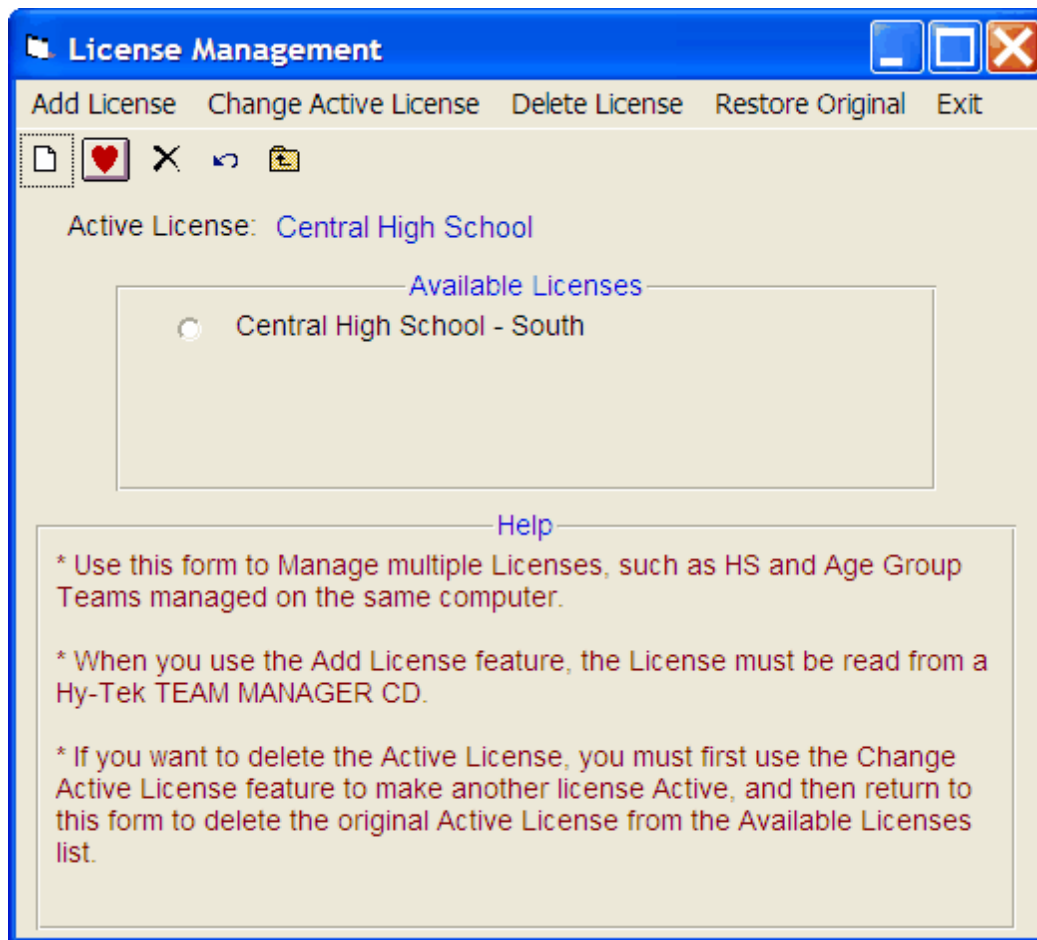 License Management
Add License Change Active License Delete License Restore Original Exit
Active License: Central High School
Available Licenses
Central High School - South
Help
* Use this form to Manage multiple Licenses, such as HS and Age Group
Teams managed on the same computer.
* When you use the Add License feature, the License must be read from a
Hy-Tek TEAM MANAGER CD.
* If you want to delete the Active License, you must first use the Change
Active License feature to make another license Active, and then return to
this form to delete the original Active License from the Available Licenses
list.